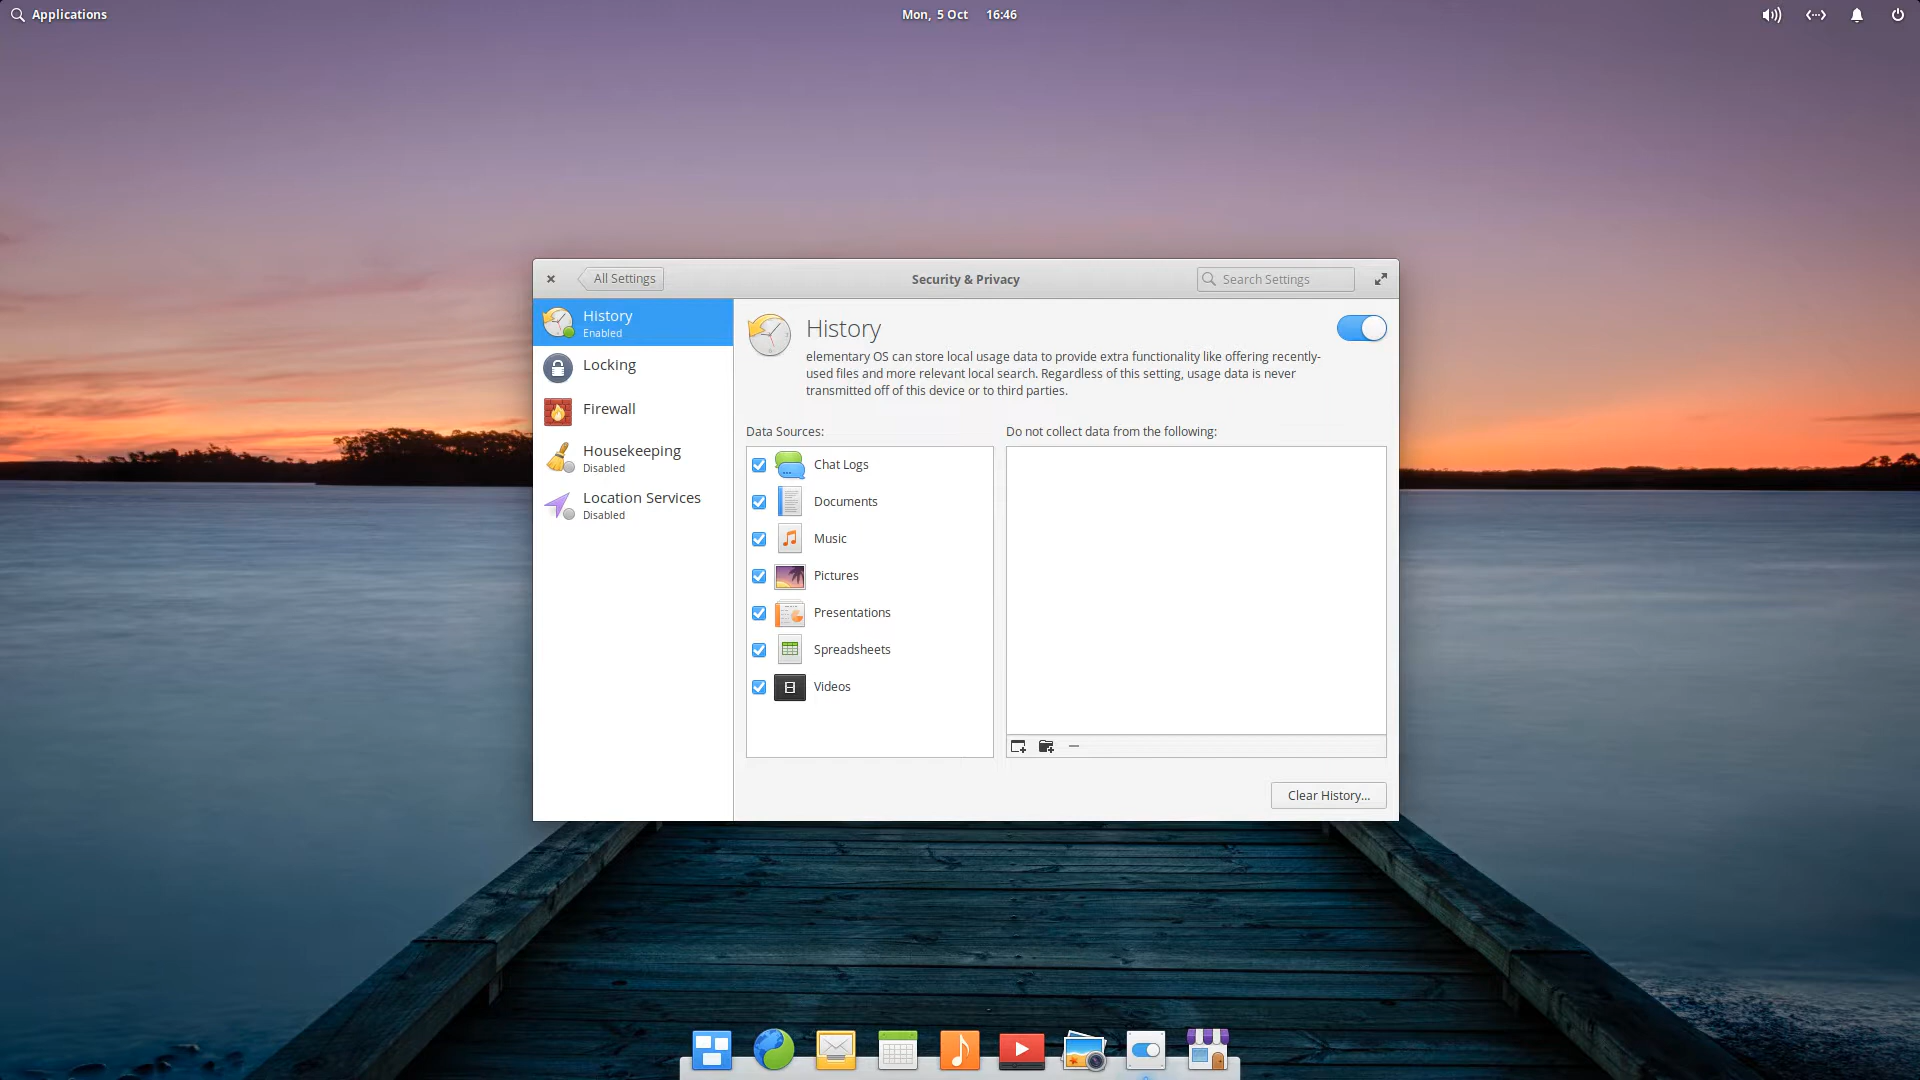 Applications
Mon, 5 Oct 16:46
All Settings
Security & Privacy
Search Settings
History
Enabled
Locking
Firewall
Housekeeping
Disabled
Location Services
Disabled
History
elementary OS can store local usage data to provide extra functionality like offering recently-
used files and more relevant local search. Regardless of this setting, usage data is never
transmitted off of this device or to third parties.
Data Sources:
Chat Logs
Documents
Music
Pictures
Presentations
Spreadsheets
Videos
Do not collect data from the following:
Clear History...